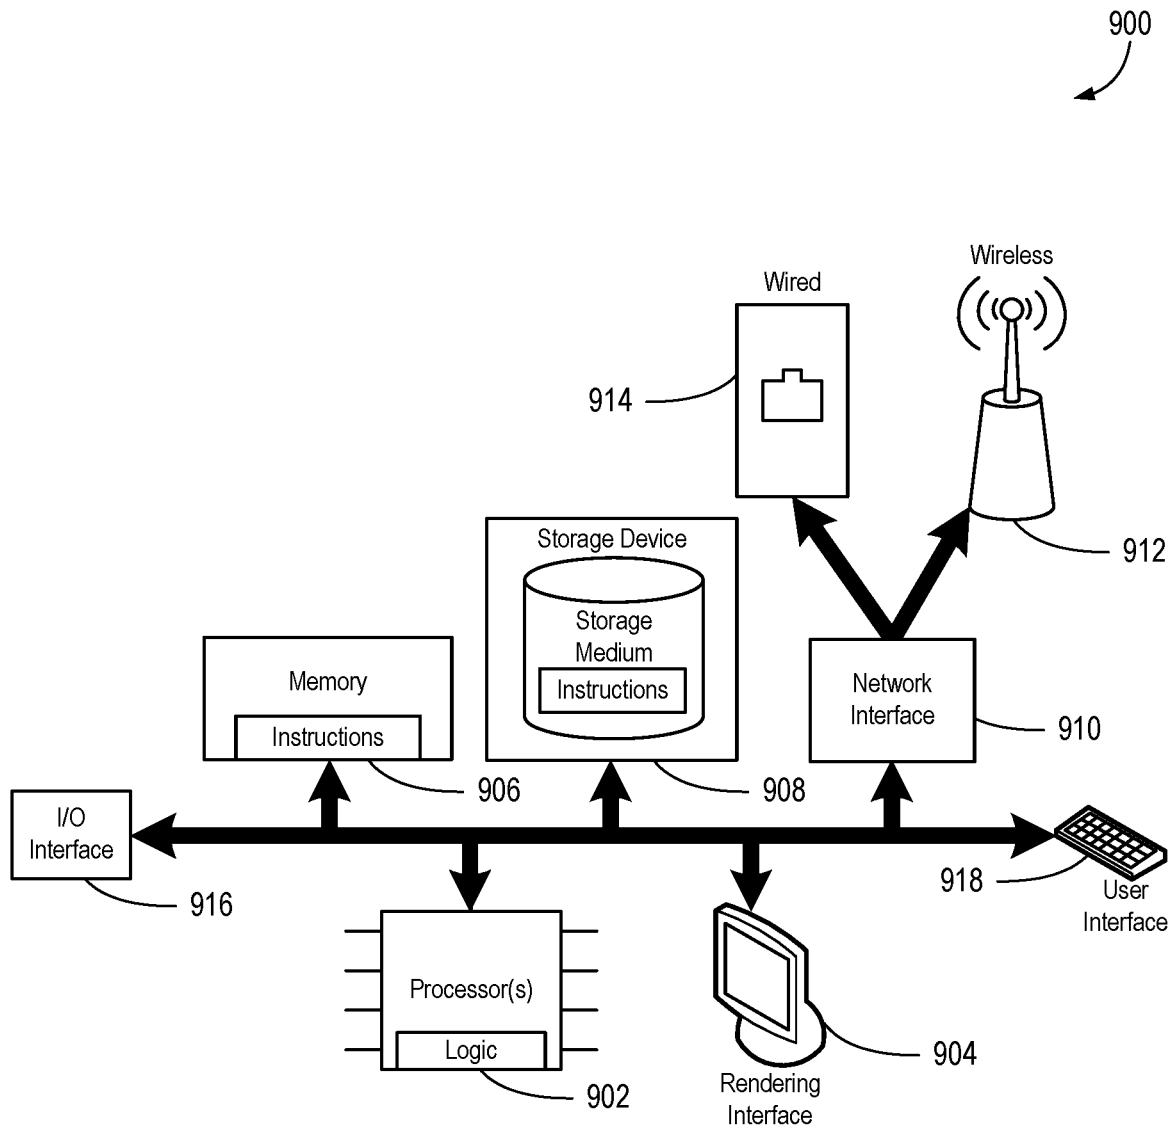 900
Wireless
Wired
914
912
Storage Device
Storage
Medium
Instructions
Memory
Instructions
Network
Interface
910
906
908
I/O
Interface
916
918
User
Interface
Processor(s)
Logic
902
904
Rendering
Interface